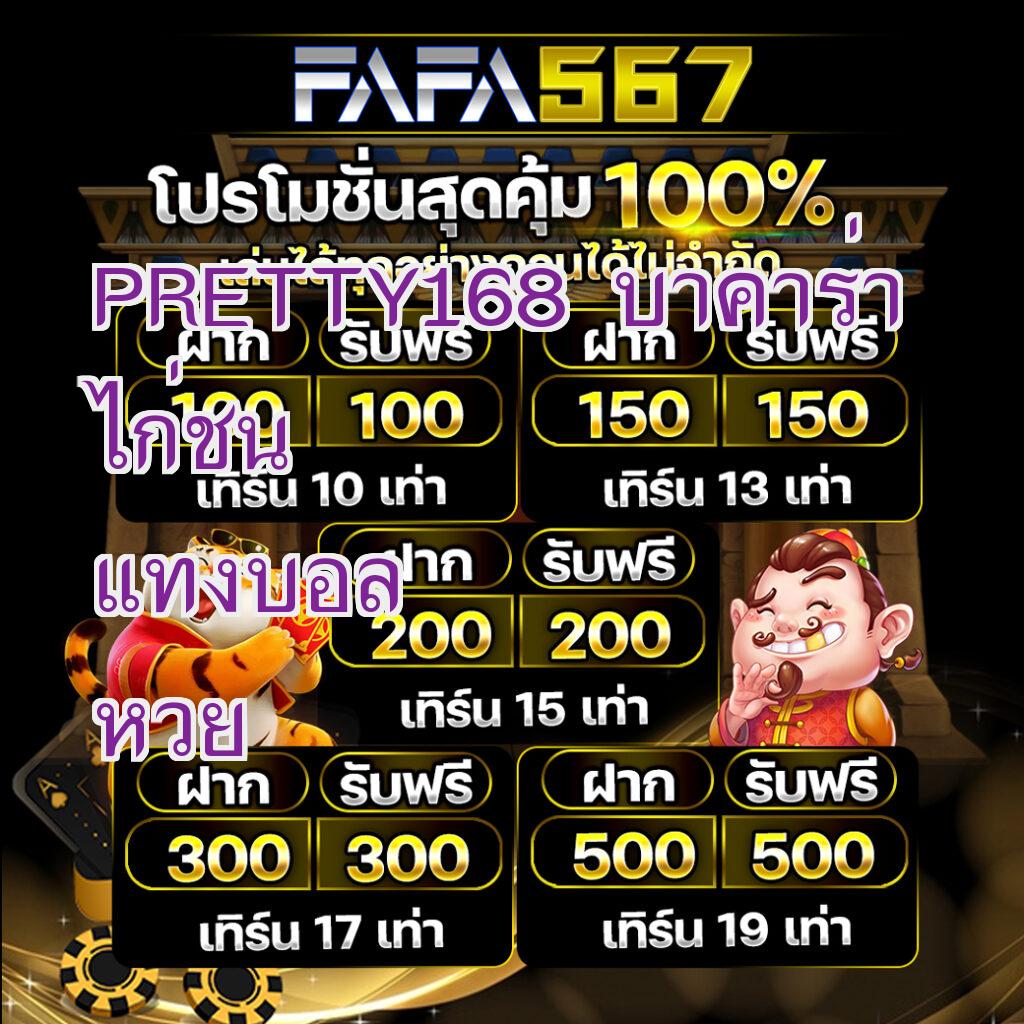 FAFA567
โปรโมชั่นสุดคุ้ม 100%
PRETTY168 บาคาร่า
ฝาก รับฟรี ฝาก รับฟรี
100 100 150 150
ไก่ชน
เทิร์น 10 เท่า เทิร์น 13 เท่า
ฝาก รับฟรี
แทงบอล
200 200
เทิร์น 15 เท่า
หวย
ฝาก รับฟรี ฝาก รับฟรี
300 300 500 500
เทิร์น 17 เท่า เทิร์น 19 เท่า